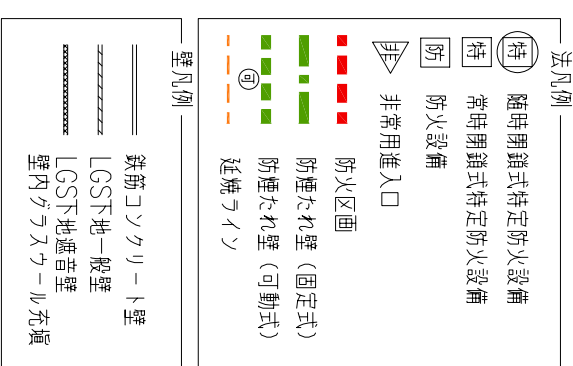 法凡例
特 随時閉鎖式特定防火設備
特 常時閉鎖式特定防火設備
防 防火設備
非 非常用進入口
防火区画
防煙たれ壁(固定式)
可 防煙たれ壁(可動式)
延焼ライン
壁凡例
鉄筋コンクリート壁
LGS下地一般壁
LGS下地遮音壁
壁内グラスウール充塡